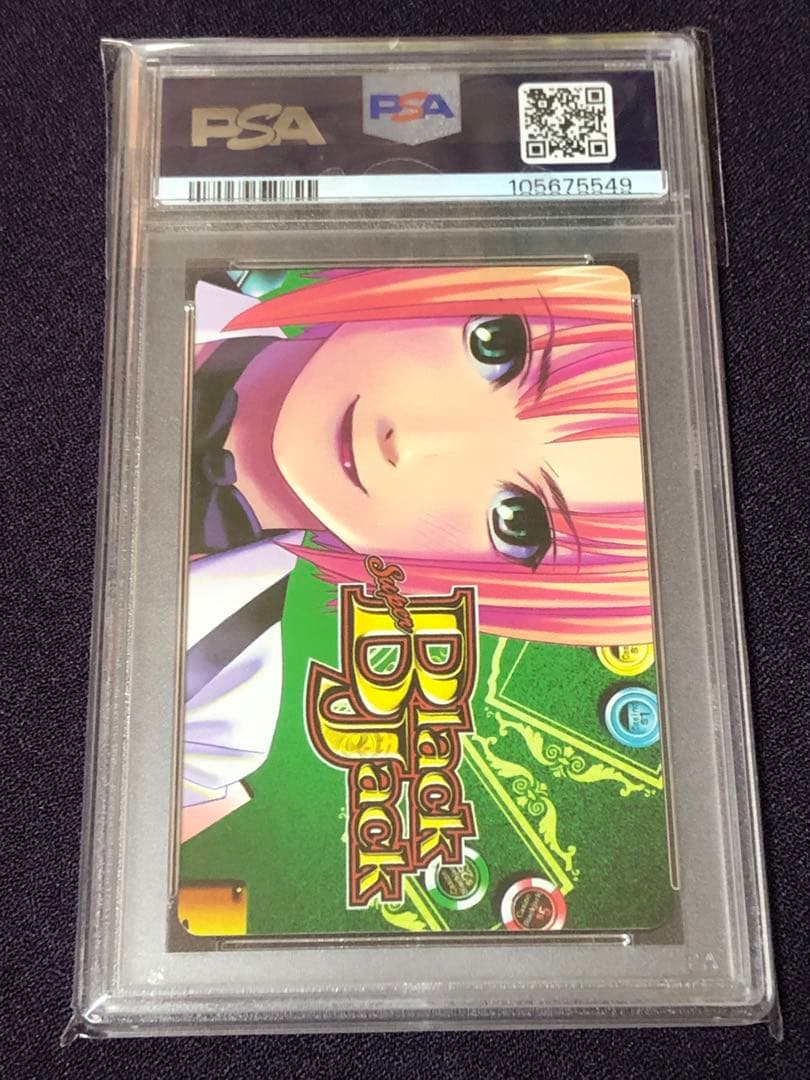 PSA
PSA
105675549
Super
Black
Jack